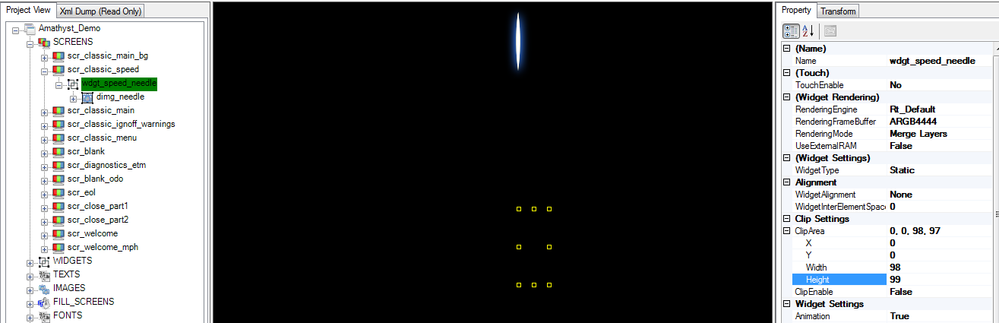 Project View Xml Dump (Read Only)
Amathyst_Demo
SCREENS
scr_classic_main_bg
scr_classic_speed
wdgt_speed_needle
dimg_needle
scr_classic_main
scr_classic_ignoff_warnings
scr_classic_menu
scr_blank
scr_diagnostics_etm
scr_blank_odo
scr_eol
scr_close_part1
scr_close_part2
scr_welcome
scr_welcome_mph
WIDGETS
TEXTS
IMAGES
FILL_SCREENS
FONTS
Property Transform
(Name)
Name wdgt_speed_needle
(Touch)
TouchEnable No
(Widget Rendering)
RenderingEngine Rt_Default
RenderingFrameBuffer ARGB4444
RenderingMode Merge Layers
UseExternalRAM False
(Widget Settings)
WidgetType Static
Alignment
WidgetAlignment None
WidgetInterElementSpac 0
Clip Settings
ClipArea 0, 0, 98, 97
X 0
Y 0
Width 98
Height 99
ClipEnable False
Widget Settings
Animation True